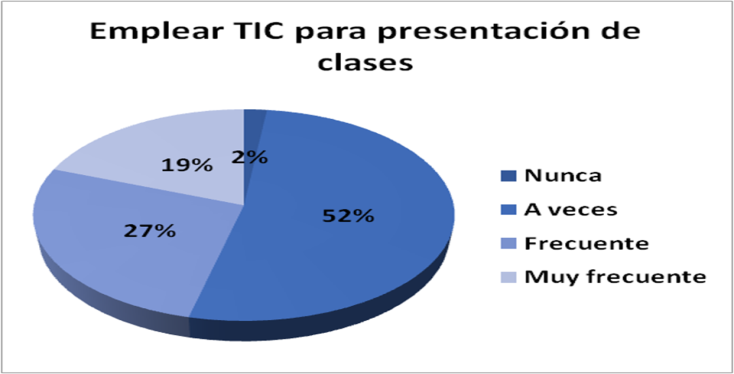 Emplear TIC para presentación de
clases
19%
2%
52%
27%
Nunca
A veces
Frecuente
Muy frecuente